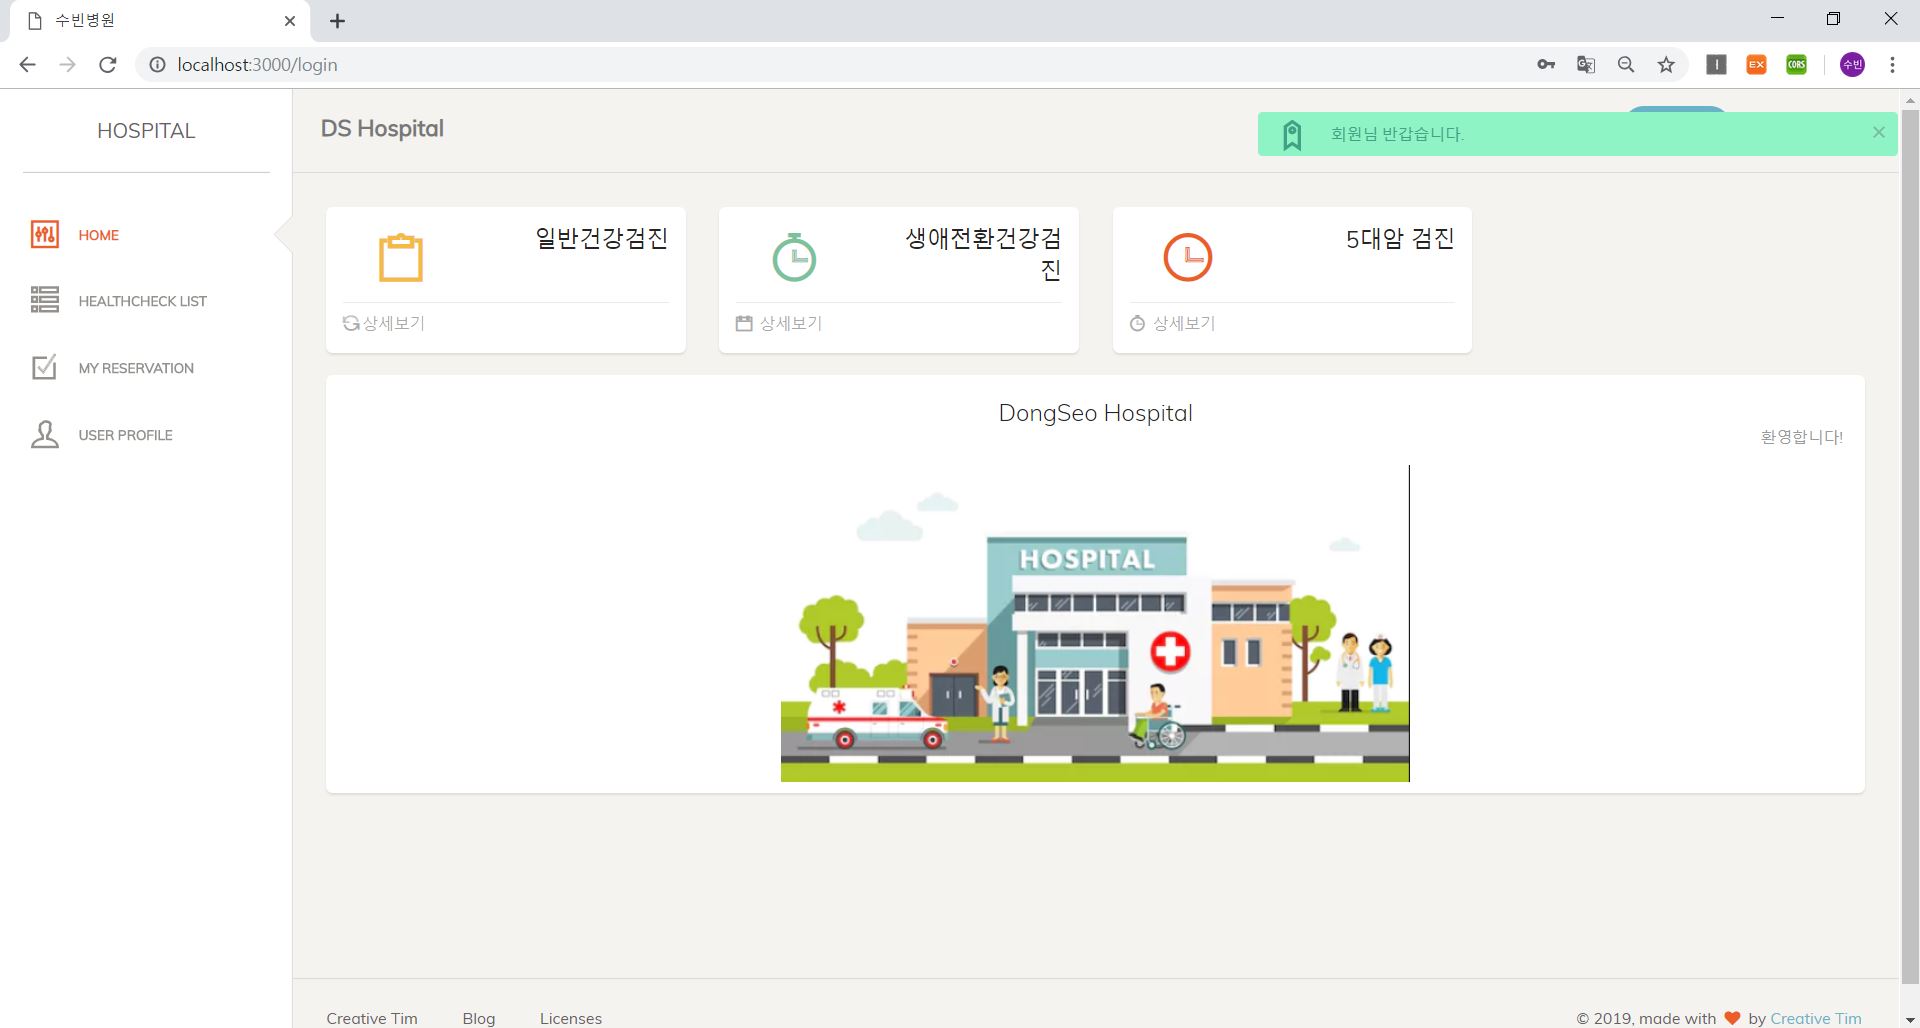 수빈병원
localhost:3000/login
EX
CORS
수빈
HOSPITAL
DS Hospital
회원님 반갑습니다.
HOME
HEALTHCHECK LIST
MY RESERVATION
USER PROFILE
일반건강검진
상세보기
생애전환건강검
진
상세보기
5대암 검진
상세보기
DongSeo Hospital
환영합니다!
HOSPITAL
Creative Tim
Blog
Licenses
© 2019, made with
by Creative Tim